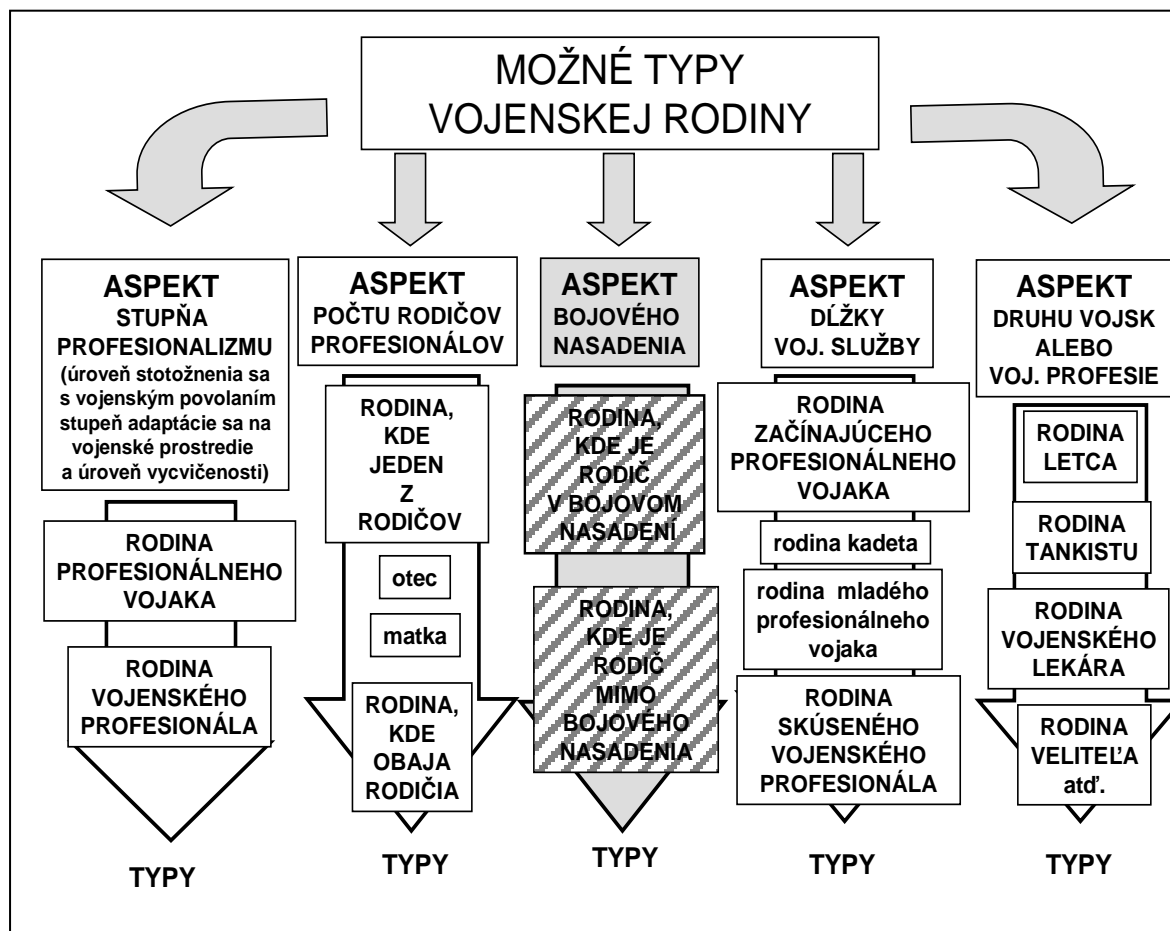 MOŽNÉ TYPY
VOJENSKEJ RODINY
ASPEKT
STUPŇA
PROFESIONALIZMU
(úroveň stotožnenia sa
s vojenským povolaním
stupeň adaptácie sa na
vojenské prostredie
a úroveň vycvičenosti)
RODINA
PROFESIONÁLNEHO
VOJAKA
RODINA
VOJENSKÉHO
PROFESIONÁLA
TYPY
ASPEKT
POČTU RODIČOV
PROFESIONÁLOV
RODINA,
KDE
JEDEN
Z
RODIČOV
otec
matka
RODINA,
KDE
OBAJA
RODIČIA
TYPY
ASPEKT
BOJOVÉHO
NASADENIA
RODINA,
KDE JE
RODIČ
V BOJOVOM
NASADENÍ
RODINA,
KDE JE
RODIČ
MIMO
BOJOVÉHO
NASADENIA
TYPY
ASPEKT
DĹŽKY
VOJ. SLUŽBY
RODINA
ZAČÍNAJÚCEHO
PROFESIONÁLNEHO
VOJAKA
rodina kadeta
rodina mladého
profesionálneho
vojaka
RODINA
SKÚSENÉHO
VOJENSKÉHO
PROFESIONÁLA
TYPY
ASPEKT
DRUHU VOJSK
ALEBO
VOJ. PROFESIE
RODINA
LETCA
RODINA
TANKISTU
RODINA
VOJENSKÉHO
LEKÁRA
RODINA
VELITEĽA
atď.
TYPY